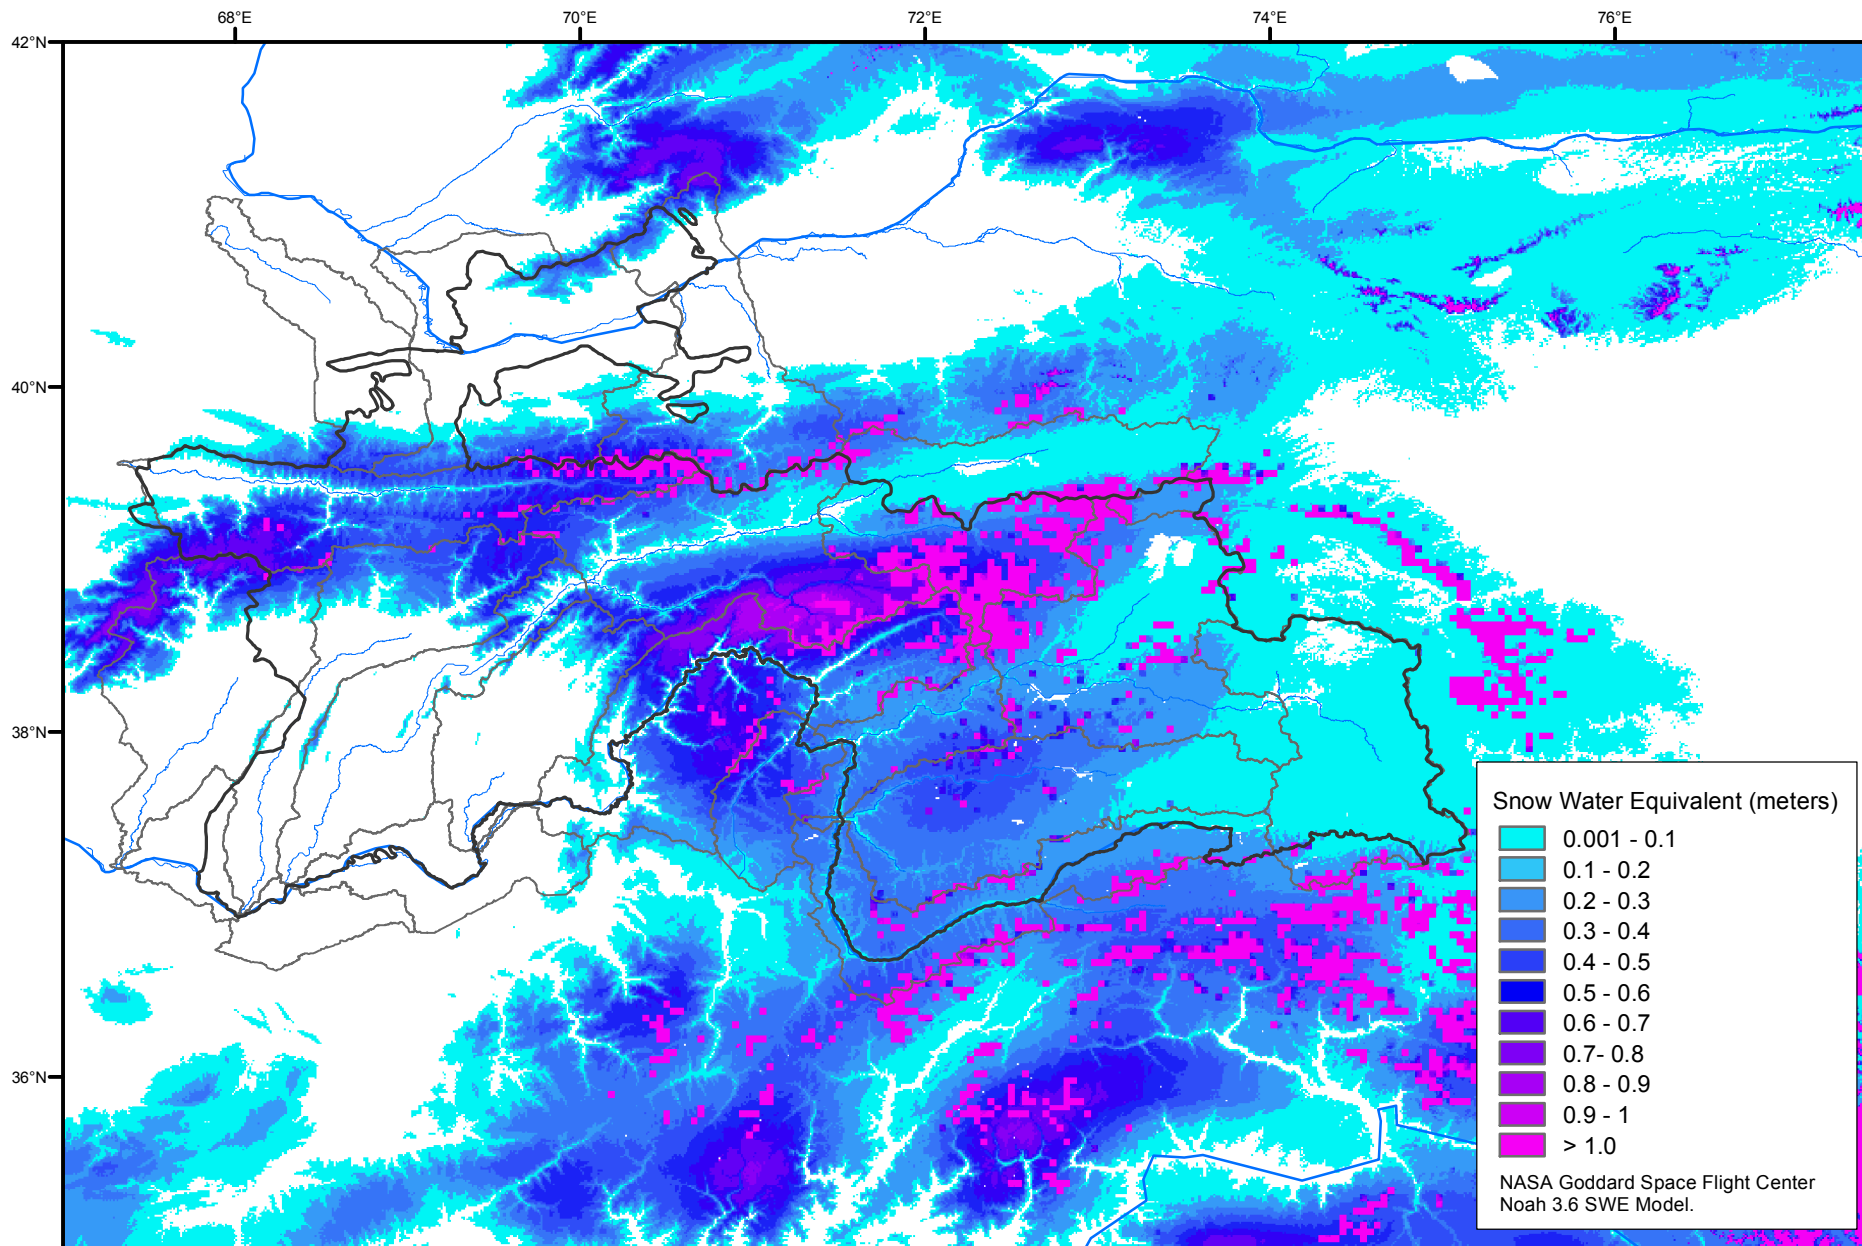 68°E 70°E 72°E 74°E 76°E
42°N
40°N
38°N
36°N
Snow Water Equivalent (meters)
0.001 - 0.1
0.1 - 0.2
0.2 - 0.3
0.3 - 0.4
0.4 - 0.5
0.5 - 0.6
0.6 - 0.7
0.7- 0.8
0.8 - 0.9
0.9 - 1
> 1.0
NASA Goddard Space Flight Center
Noah 3.6 SWE Model.